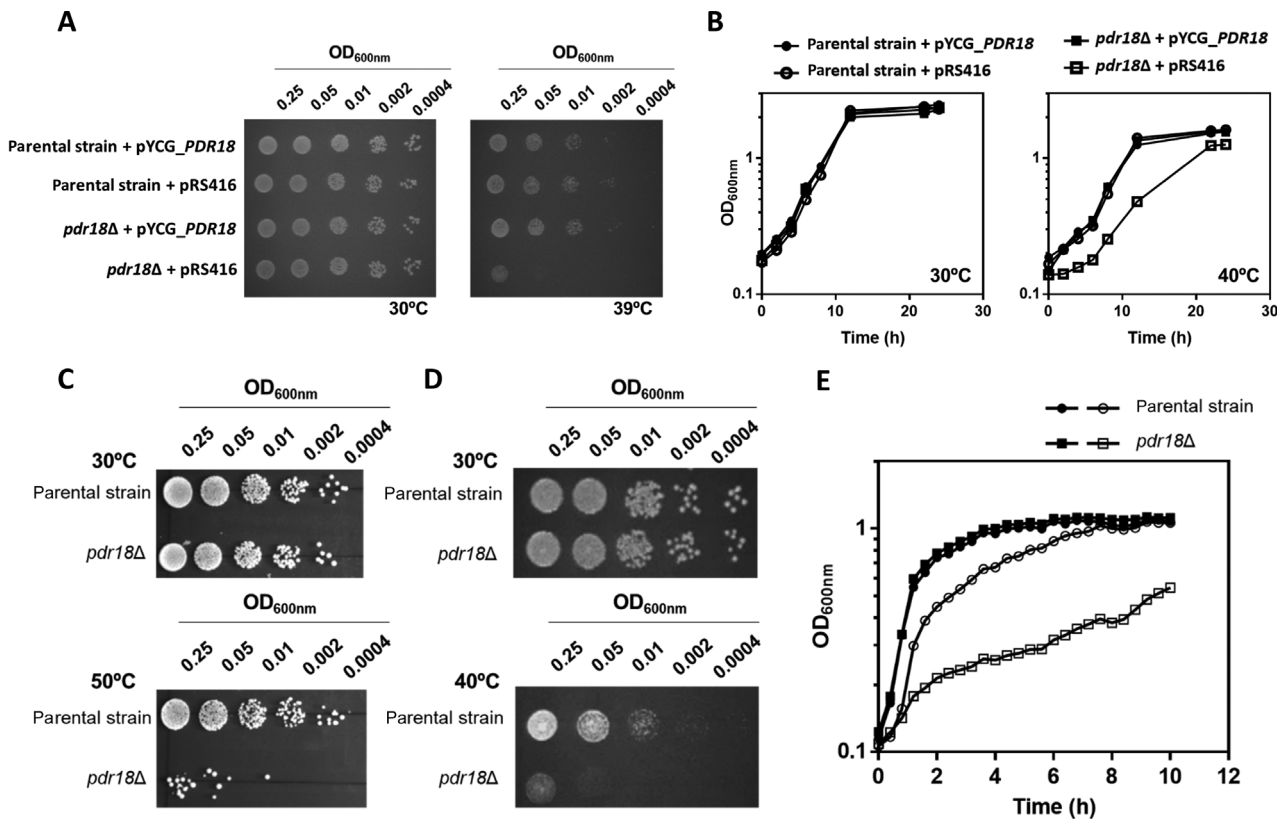 A
OD600nm
0.25 0.05 0.01 0.002 0.0004
OD600nm
0.25 0.05 0.01 0.002 0.0004
Parental strain + pYCG_PDR18
Parental strain + pRS416
pdr18Δ + pYCG_PDR18
pdr18Δ + pRS416
30ºC
39ºC
B
Parental strain + pYCG_PDR18
Parental strain + pRS416
pdr18Δ + pYCG_PDR18
pdr18Δ + pRS416
OD600nm
1
0.1
0 10 20 30
30ºC
Time (h)
1
0.1
0 10 20 30
40ºC
Time (h)
C
OD600nm
0.25 0.05 0.01 0.002 0.0004
30ºC
Parental strain
pdr18Δ
OD600nm
0.25 0.05 0.01 0.002 0.0004
50ºC
Parental strain
pdr18Δ
D
OD600nm
0.25 0.05 0.01 0.002 0.0004
30ºC
Parental strain
pdr18Δ
OD600nm
0.25 0.05 0.01 0.002 0.0004
40ºC
Parental strain
pdr18Δ
E
Parental strain
pdr18Δ
OD600nm
1
0.1
0 2 4 6 8 10 12
Time (h)